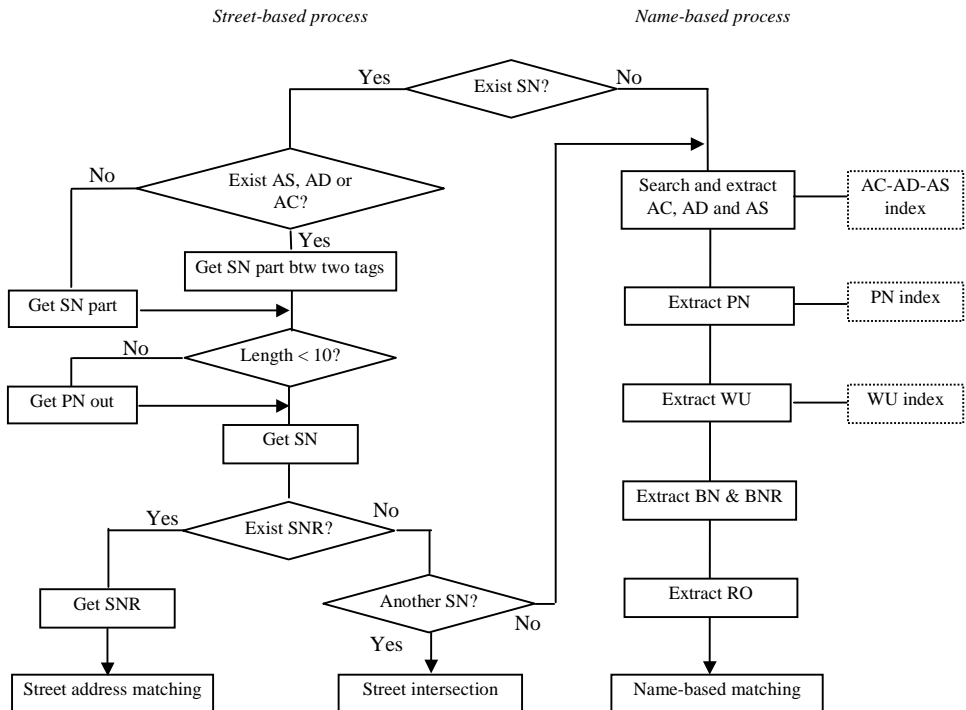 Street-based process
Name-based process
Yes
Exist SN?
No
No
Exist AS, AD or
AC?
Yes
Search and extract
AC, AD and AS
AC-AD-AS
index
Get SN part btw two tags
Get SN part
Extract PN
PN index
No
Length < 10?
Get PN out
Extract WU
WU index
Get SN
Yes
Exist SNR?
No
Extract BN & BNR
Get SNR
Another SN?
No
Yes
Extract RO
Street address matching
Street intersection
Name-based matching